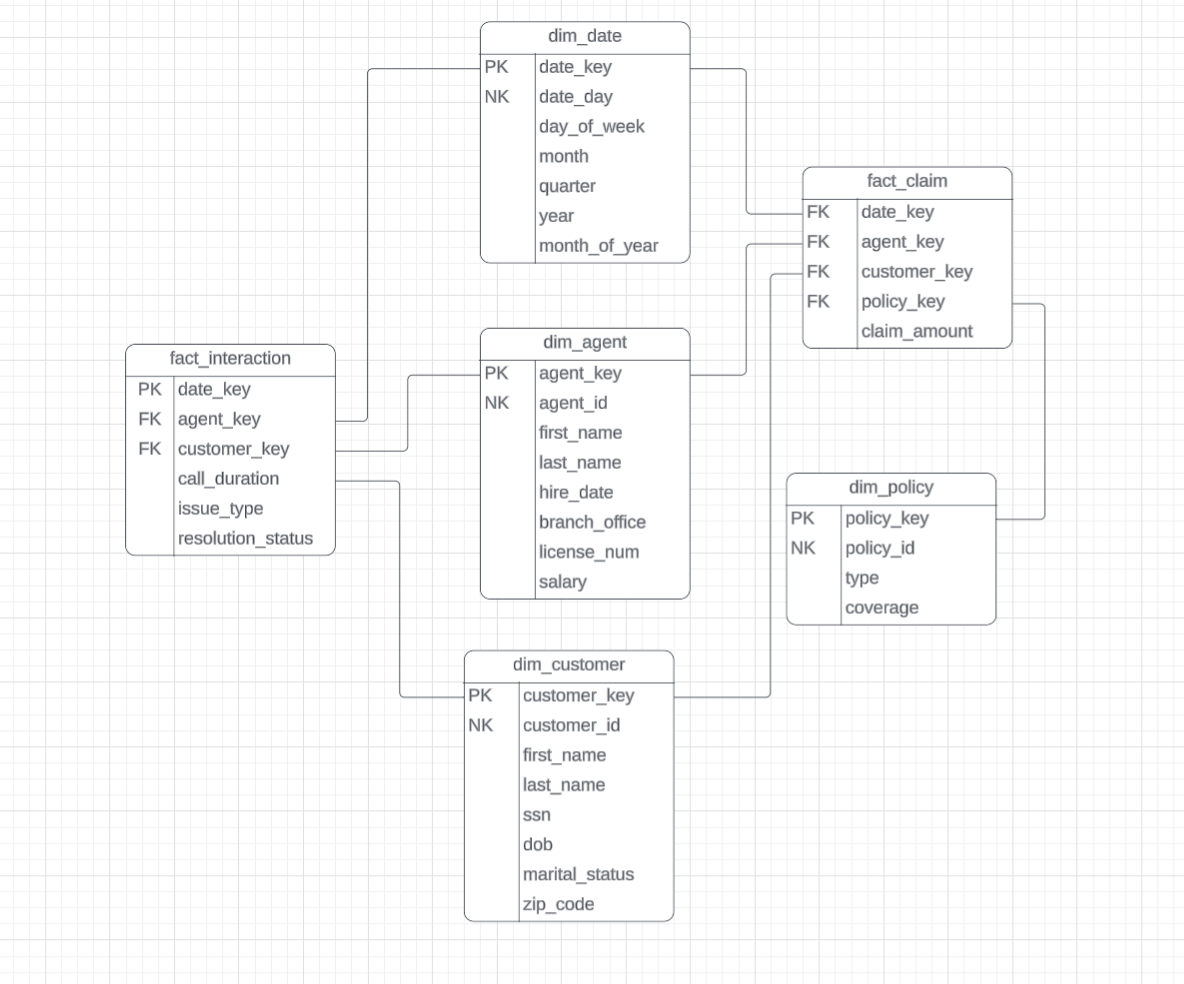 dim_date
PK date_key
NK date_day
day_of_week
month
quarter
year
month_of_year
fact_claim
FK date_key
FK agent_key
FK customer_key
FK policy_key
claim_amount
dim_agent
PK agent_key
NK agent_id
first_name
last_name
hire_date
branch_office
license_num
salary
fact_interaction
PK date_key
FK agent_key
FK customer_key
call_duration
issue_type
resolution_status
dim_policy
PK policy_key
NK policy_id
type
coverage
dim_customer
PK customer_key
NK customer_id
first_name
last_name
ssn
dob
marital_status
zip_code